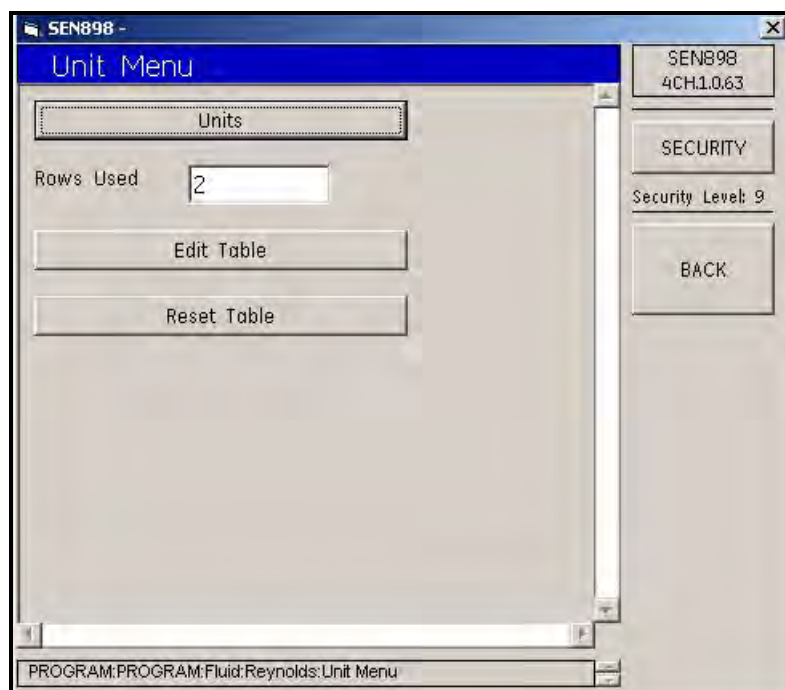 SEN898 -
Unit Menu
Units
Rows Used 2
Edit Table
Reset Table
SEN898
4CH.1.0.63
SECURITY
Security Level: 9
BACK
PROGRAM:PROGRAM:Fluid:Reynolds:Unit Menu